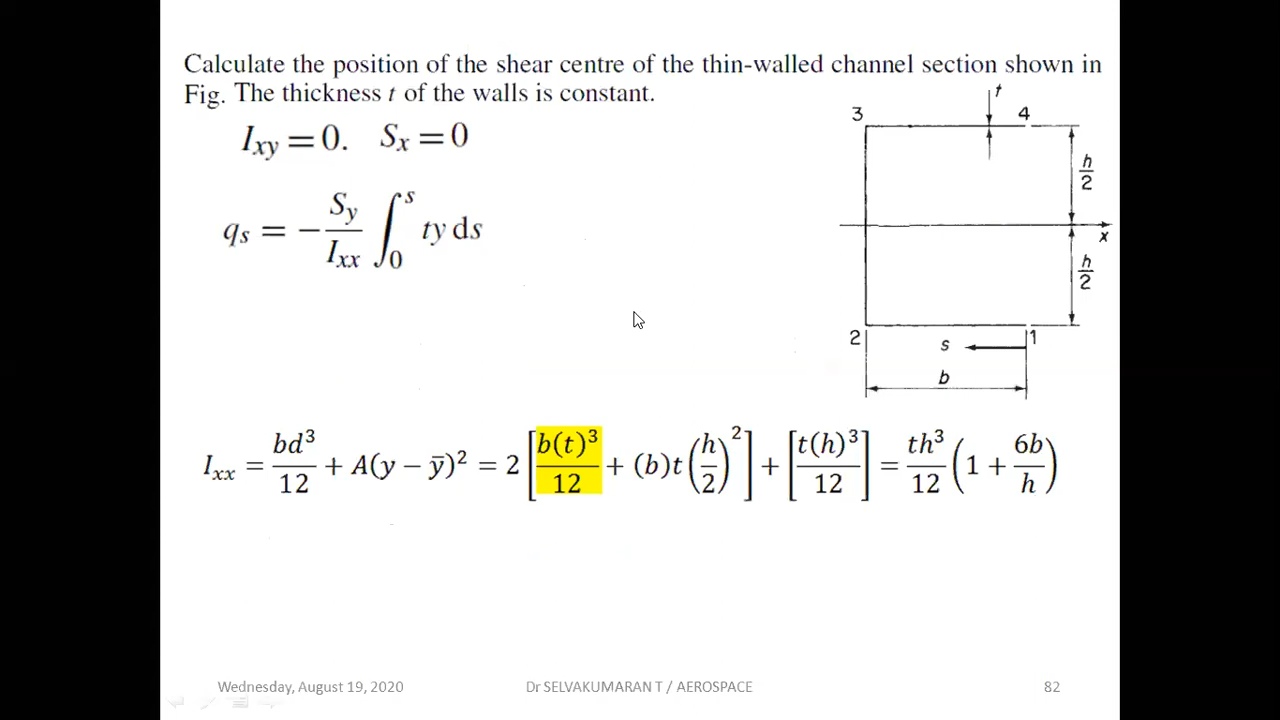 Calculate the position of the shear centre of the thin-walled channel section shown in
Fig. The thickness t of the walls is constant.
I_xy = 0. S_x = 0
q_s = − S_y/I_xx ∫_0^s ty ds
3
4
t
h/2
x
h/2
2
1
s
b
I_xx = bd³/12 + A(y − ȳ)² = 2 [b(t)³/12 + (b)t (h/2)²] + [t(h)³/12] = th³/12 (1 + 6b/h)
Wednesday, August 19, 2020
Dr SELVAKUMARAN T / AEROSPACE
82